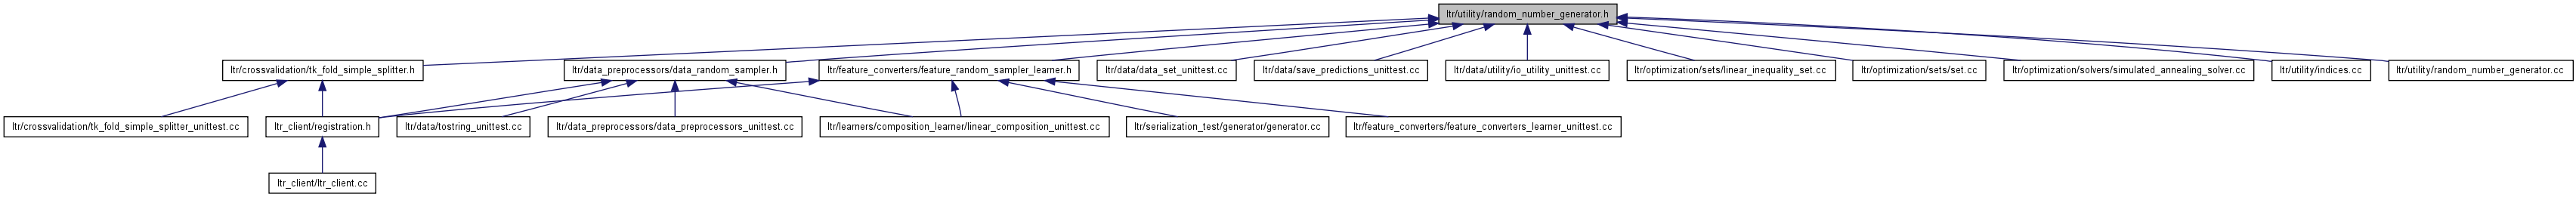 ltr/utility/random_number_generator.h
ltr/crossvalidation/tk_fold_simple_splitter.h
ltr/data_preprocessors/data_random_sampler.h
ltr/feature_converters/feature_random_sampler_learner.h
ltr/data/data_set_unittest.cc
ltr/data/save_predictions_unittest.cc
ltr/data/utility/io_utility_unittest.cc
ltr/optimization/sets/linear_inequality_set.cc
ltr/optimization/sets/set.cc
ltr/optimization/solvers/simulated_annealing_solver.cc
ltr/utility/indices.cc
ltr/utility/random_number_generator.cc
ltr/crossvalidation/tk_fold_simple_splitter_unittest.cc
ltr_client/registration.h
ltr/data/tostring_unittest.cc
ltr/data_preprocessors/data_preprocessors_unittest.cc
ltr/learners/composition_learner/linear_composition_unittest.cc
ltr/serialization_test/generator/generator.cc
ltr/feature_converters/feature_converters_learner_unittest.cc
ltr_client/ltr_client.cc